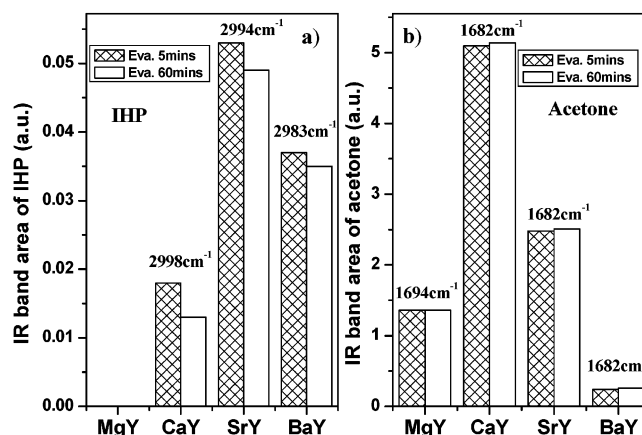 a)
Eva. 5mins
Eva. 60mins
IHP
2994cm-1
2983cm-1
2998cm-1
0.05
0.04
0.03
0.02
0.01
0.00
IR band area of IHP (a.u.)
MgY CaY SrY BaY
b)
Eva. 5mins
Eva. 60mins
Acetone
1682cm-1
1682cm-1
1694cm-1
1682cm-1
5
4
3
2
1
0
IR band area of acetone (a.u.)
MgY CaY SrY BaY